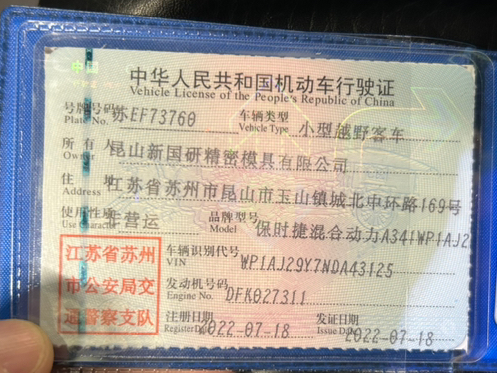 中国
中华人民共和国机动车行驶证
Vehicle License of the People's Republic of China
号牌号码 苏EF73760 车辆类型 小型越野客车
Plate No. Vehicle Type
所有人 昆山新国研精密模具有限公司
Owner
住址 江苏省苏州市昆山市玉山镇城北中环路169号
Address
使用性质 非营运 品牌型号 保时捷混合动力A341WP1AJ2
Use Character Model
江苏省苏州
市公安局交
通警察支队
车辆识别代号 WP1AJ29Y7NDA43125
VIN
发动机号码 DFK027311
Engine No.
注册日期 2022-07-18 发证日期 2022-07-18
Register Date Issue Date